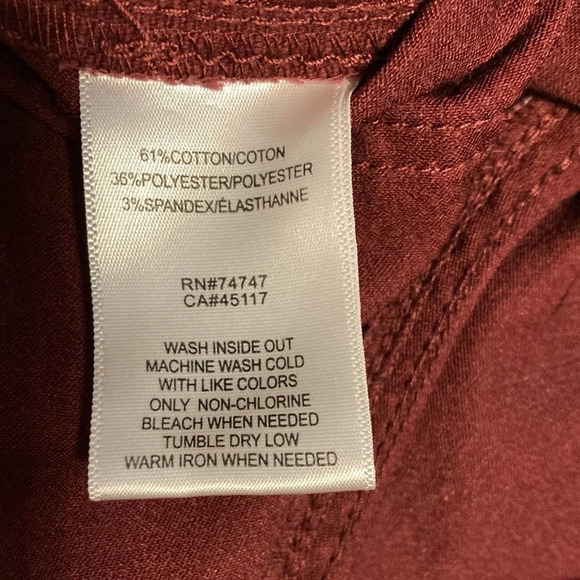 61%COTTON/COTON
36%POLYESTER/POLYESTER
3%SPANDEX/ÉLASTHANNE
RN#74747
CA#45117
WASH INSIDE OUT
MACHINE WASH COLD
WITH LIKE COLORS
ONLY NON-CHLORINE
BLEACH WHEN NEEDED
TUMBLE DRY LOW
WARM IRON WHEN NEEDED